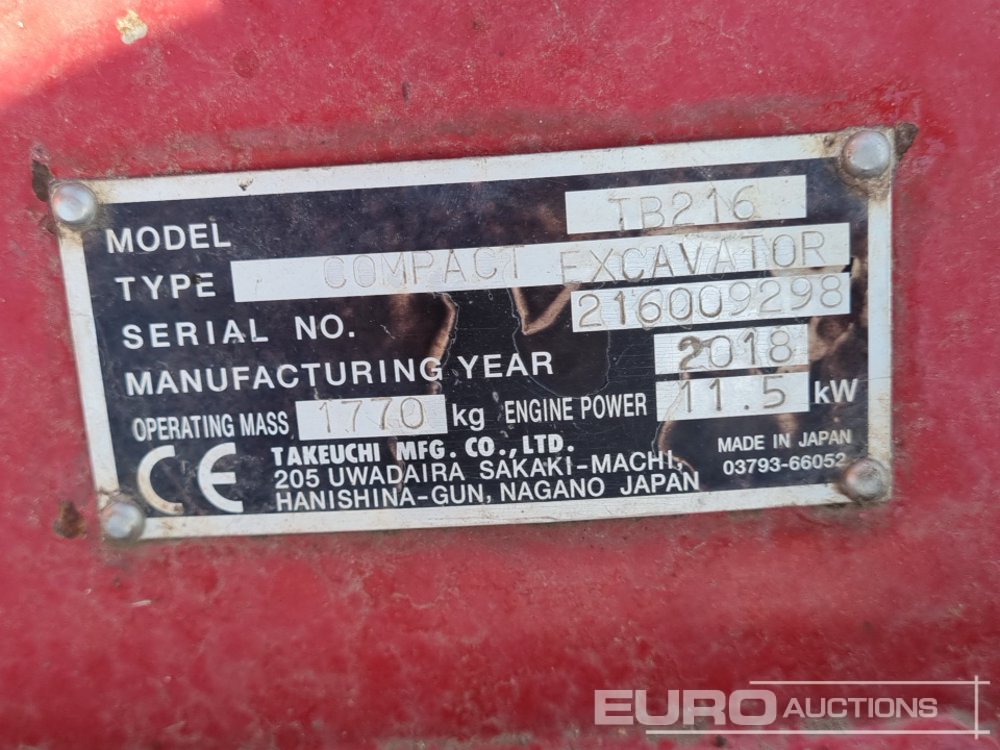 MODEL TB216
TYPE COMPACT EXCAVATOR
SERIAL NO. 216009298
MANUFACTURING YEAR 2018
OPERATING MASS 1770 kg ENGINE POWER 11.5 kW
CE TAKEUCHI MFG. CO., LTD.
205 UWADAIRA SAKAKI-MACHI,
HANISHINA-GUN, NAGANO JAPAN
MADE IN JAPAN
03793-66052
EURO AUCTIONS